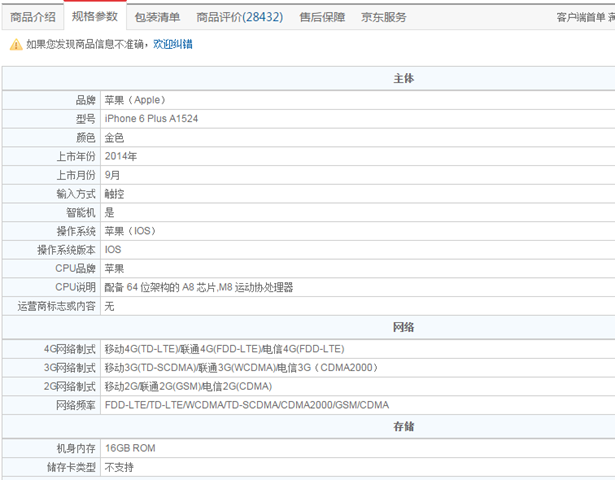 商品介绍 规格参数 包装清单 商品评价(28432) 售后保障 京东服务 客户端首单
如果您发现商品信息不准确，欢迎纠错
主体
品牌 苹果（Apple）
型号 iPhone 6 Plus A1524
颜色 金色
上市年份 2014年
上市月份 9月
输入方式 触控
智能机 是
操作系统 苹果（IOS）
操作系统版本 IOS
CPU品牌 苹果
CPU说明 配备 64 位架构的 A8 芯片,M8 运动协处理器
运营商标志或内容 无
网络
4G网络制式 移动4G(TD-LTE)/联通4G(FDD-LTE)/电信4G(FDD-LTE)
3G网络制式 移动3G(TD-SCDMA)/联通3G(WCDMA)/电信3G（CDMA2000）
2G网络制式 移动2G/联通2G(GSM)/电信2G(CDMA)
网络频率 FDD-LTE/TD-LTE/WCDMA/TD-SCDMA/CDMA2000/GSM/CDMA
存储
机身内存 16GB ROM
储存卡类型 不支持